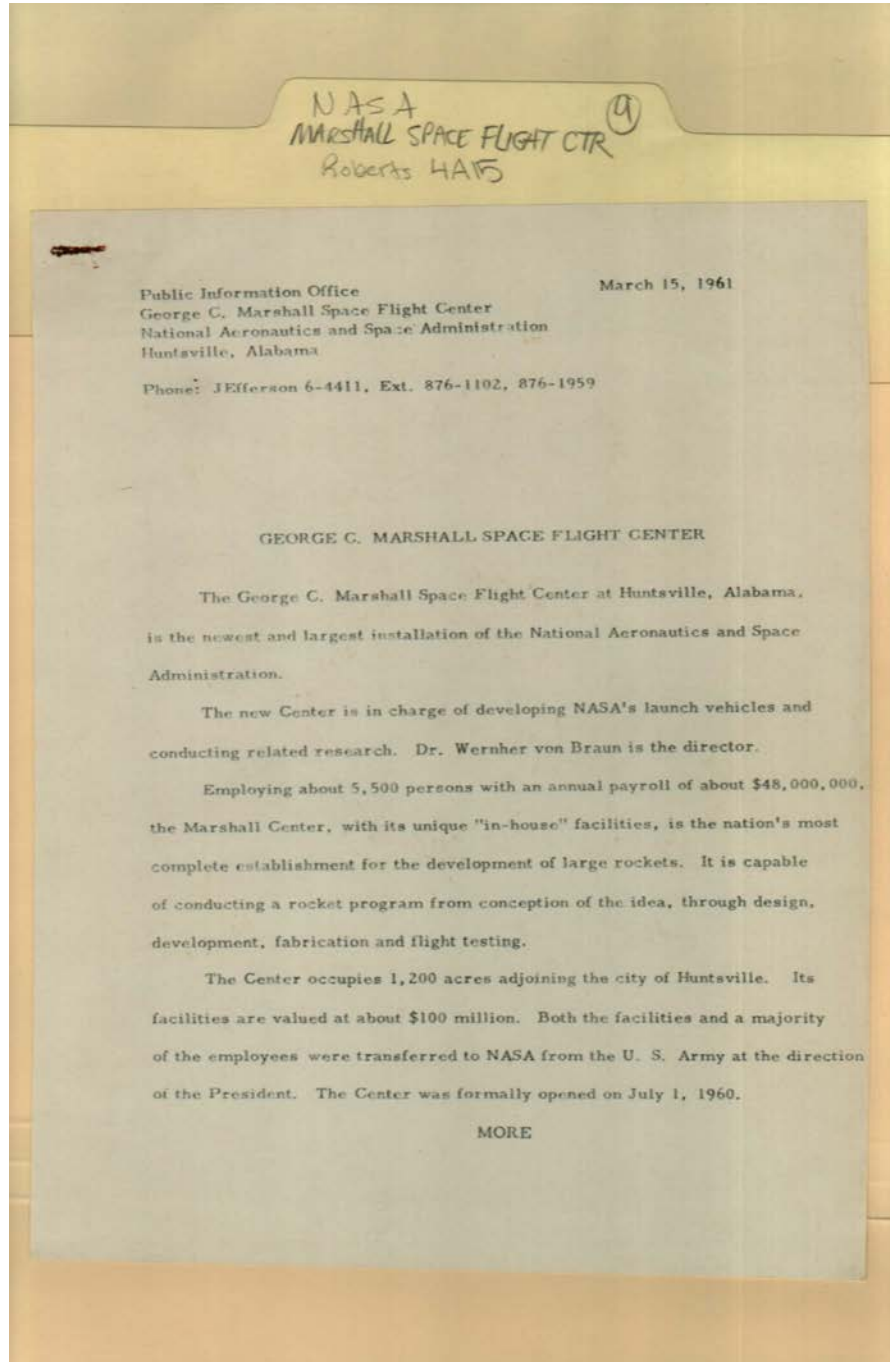 NASA
9
MARSHALL SPACE FLIGHT CTR
Roberts 4A15
March 15, 1961
Public Information Office
George C. Marshall Space Flight Center
National Aeronautics and Space Administration
Huntsville, Alabama
Phone: JEfferson 6-4411, Ext. 876-1102, 876-1959
GEORGE C. MARSHALL SPACE FLIGHT CENTER
The George C. Marshall Space Flight Center at Huntsville, Alabama,
is the newest and largest installation of the National Aeronautics and Space
Administration.
The new Center is in charge of developing NASA's launch vehicles and
conducting related research. Dr. Wernher von Braun is the director.
Employing about 5,500 persons with an annual payroll of about $48,000,000,
the Marshall Center, with its unique "in-house" facilities, is the nation's most
complete establishment for the development of large rockets. It is capable
of conducting a rocket program from conception of the idea, through design,
development, fabrication and flight testing.
The Center occupies 1,200 acres adjoining the city of Huntsville. Its
facilities are valued at about $100 million. Both the facilities and a majority
of the employees were transferred to NASA from the U. S. Army at the direction
of the President. The Center was formally opened on July 1, 1960.
MORE